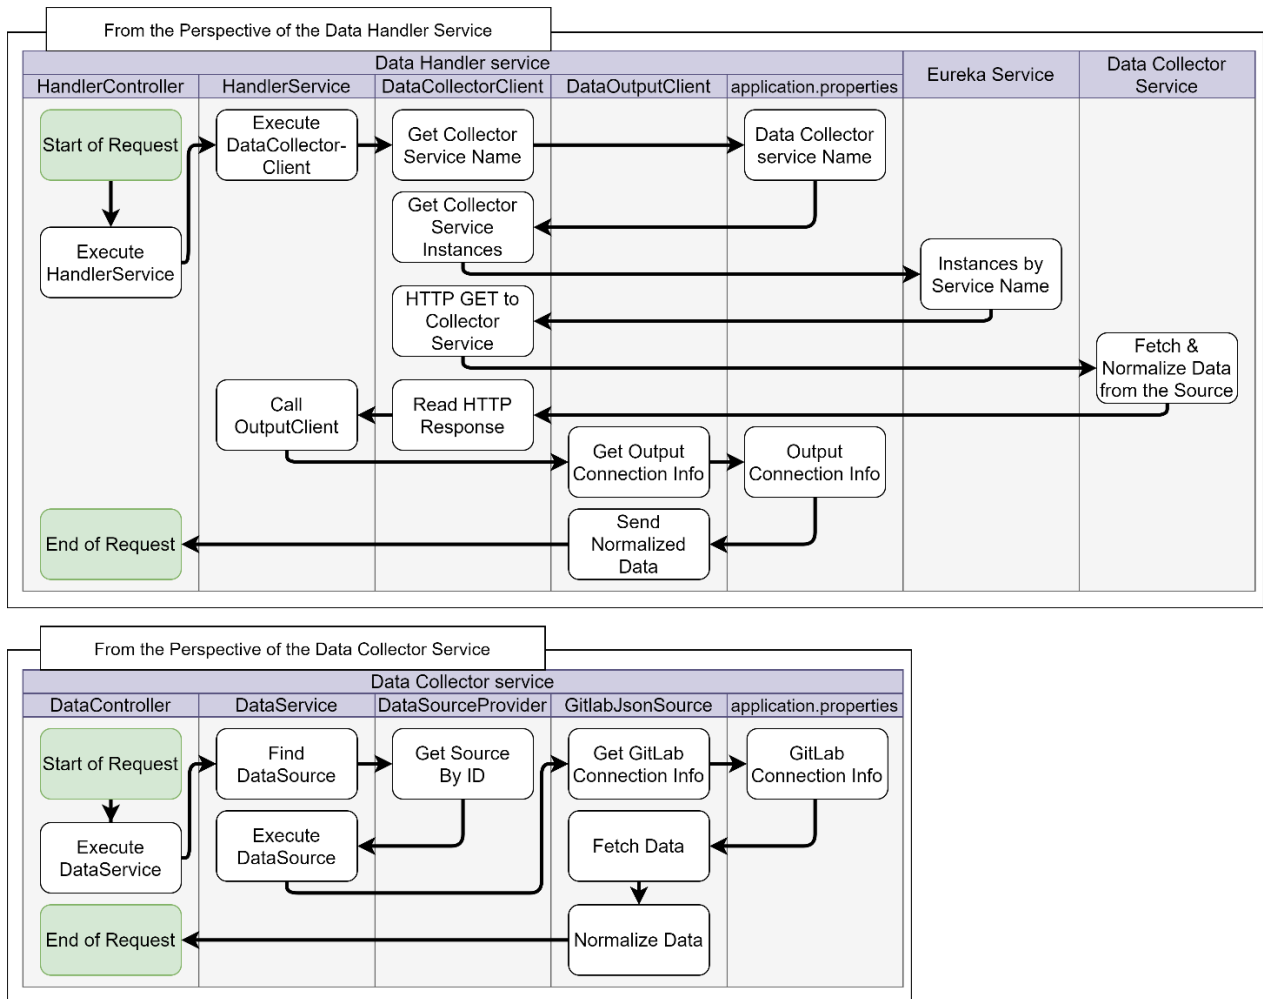 From the Perspective of the Data Handler Service
Data Handler service
Eureka Service
Data Collector
Service
HandlerController
HandlerService
DataCollectorClient
DataOutputClient
application.properties
Start of Request
Execute
DataCollector-
Client
Get Collector
Service Name
Data Collector
service Name
Execute
HandlerService
Get Collector
Service
Instances
Instances by
Service Name
HTTP GET to
Collector
Service
Fetch &
Normalize Data
from the Source
Call
OutputClient
Read HTTP
Response
Get Output
Connection Info
Output
Connection Info
End of Request
Send
Normalized
Data
From the Perspective of the Data Collector Service
Data Collector service
DataController
DataService
DataSourceProvider
GitlabJsonSource
application.properties
Start of Request
Find
DataSource
Get Source
By ID
Get GitLab
Connection Info
GitLab
Connection Info
Execute
DataService
Execute
DataSource
Fetch Data
End of Request
Normalize Data